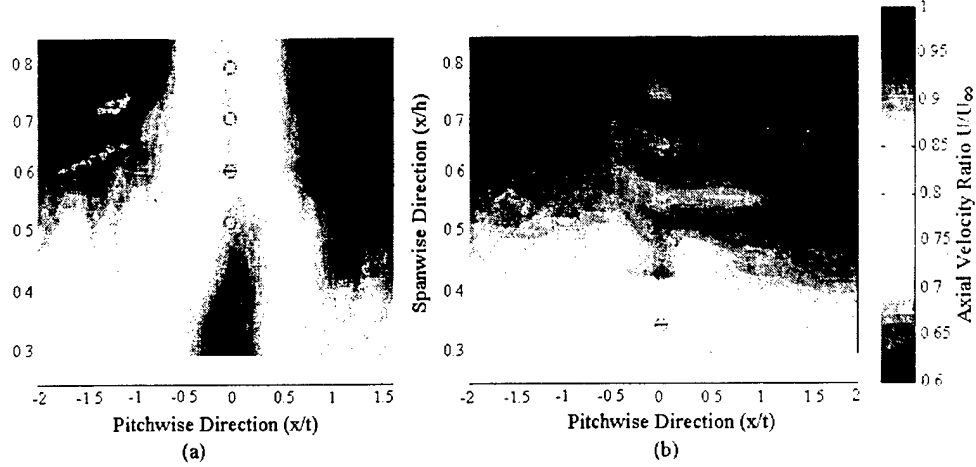 0.8
0.7
0.6
0.5
0.4
0.3
-2 -1.5 -1 -0.5 0 0.5 1 1.5
Pitchwise Direction (x/t)
(a)
Spanwise Direction (x/h)
0.8
0.7
0.6
0.5
0.4
0.3
-2 -1.5 -1 -0.5 0 0.5 1 1.5 2
Pitchwise Direction (x/t)
(b)
1
0.95
0.9
0.85
0.8
0.75
0.7
0.65
0.6
Axial Velocity Ratio U/U∞